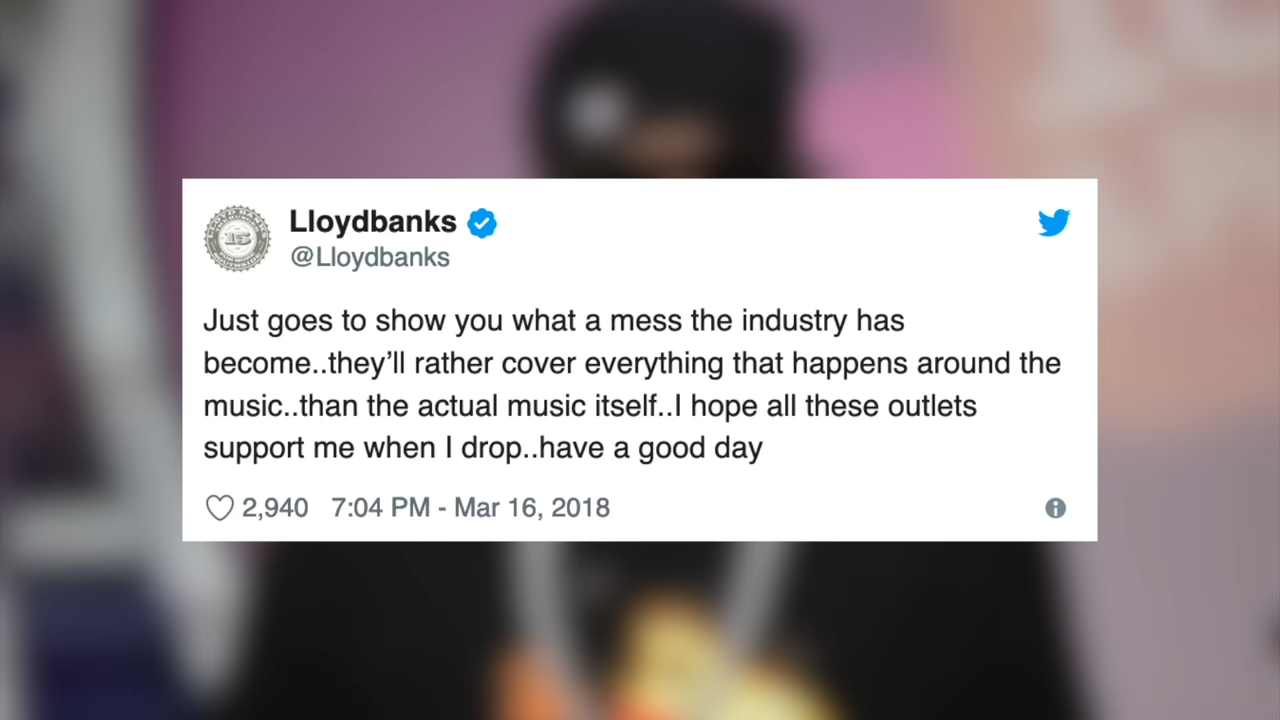 Lloydbanks
@Lloydbanks
Just goes to show you what a mess the industry has
become..they’ll rather cover everything that happens around the
music..than the actual music itself..I hope all these outlets
support me when I drop..have a good day
2,940 7:04 PM - Mar 16, 2018
15